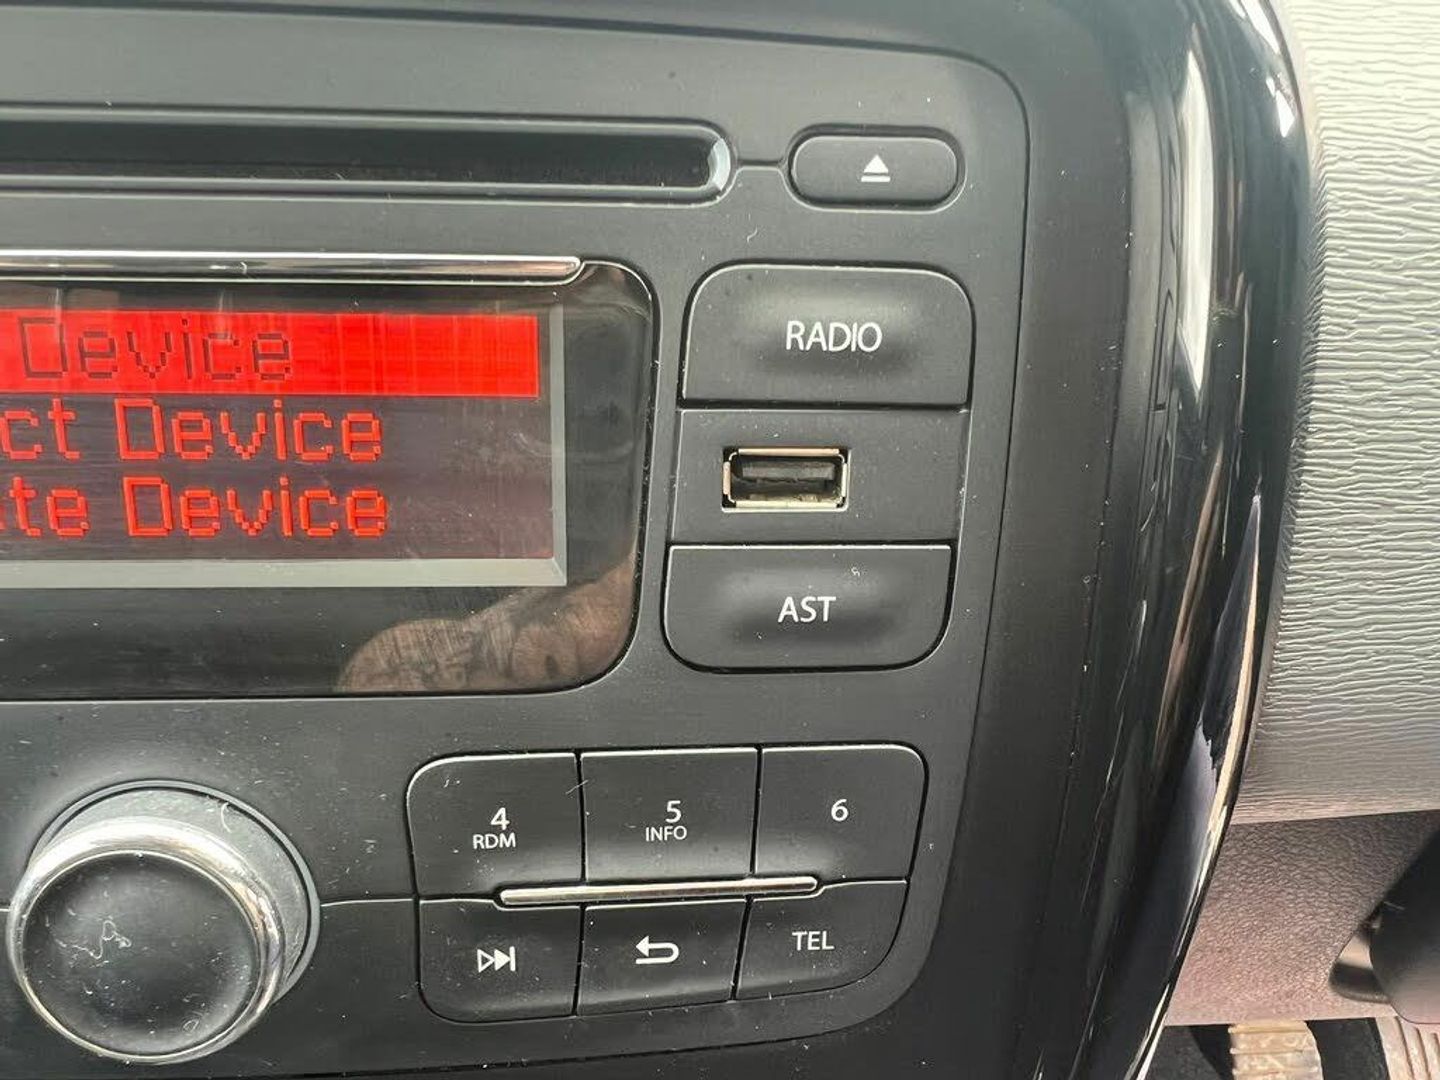 Device
ct Device
te Device
RADIO
AST
4
RDM
5
INFO
6
TEL